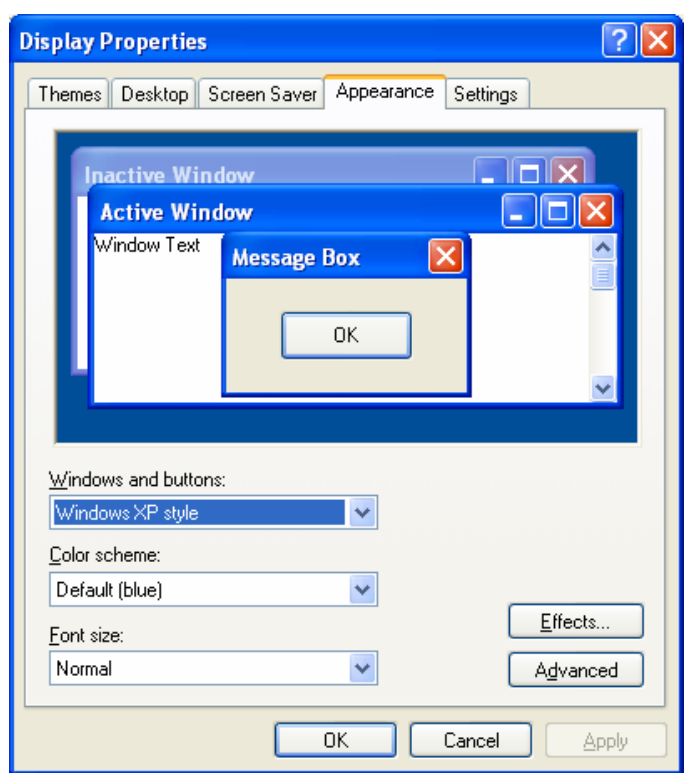 Display Properties
Themes Desktop Screen Saver Appearance Settings
Inactive Window
Active Window
Window Text
Message Box
OK
Windows and buttons:
Windows XP style
Color scheme:
Default (blue)
Effects...
Font size:
Normal
Advanced
OK Cancel Apply